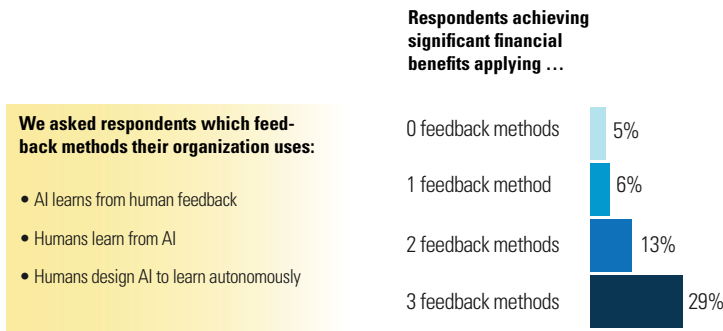 Respondents achieving
significant financial
benefits applying …
We asked respondents which feed-
back methods their organization uses:
• AI learns from human feedback
• Humans learn from AI
• Humans design AI to learn autonomously
0 feedback methods 5%
1 feedback method 6%
2 feedback methods 13%
3 feedback methods 29%